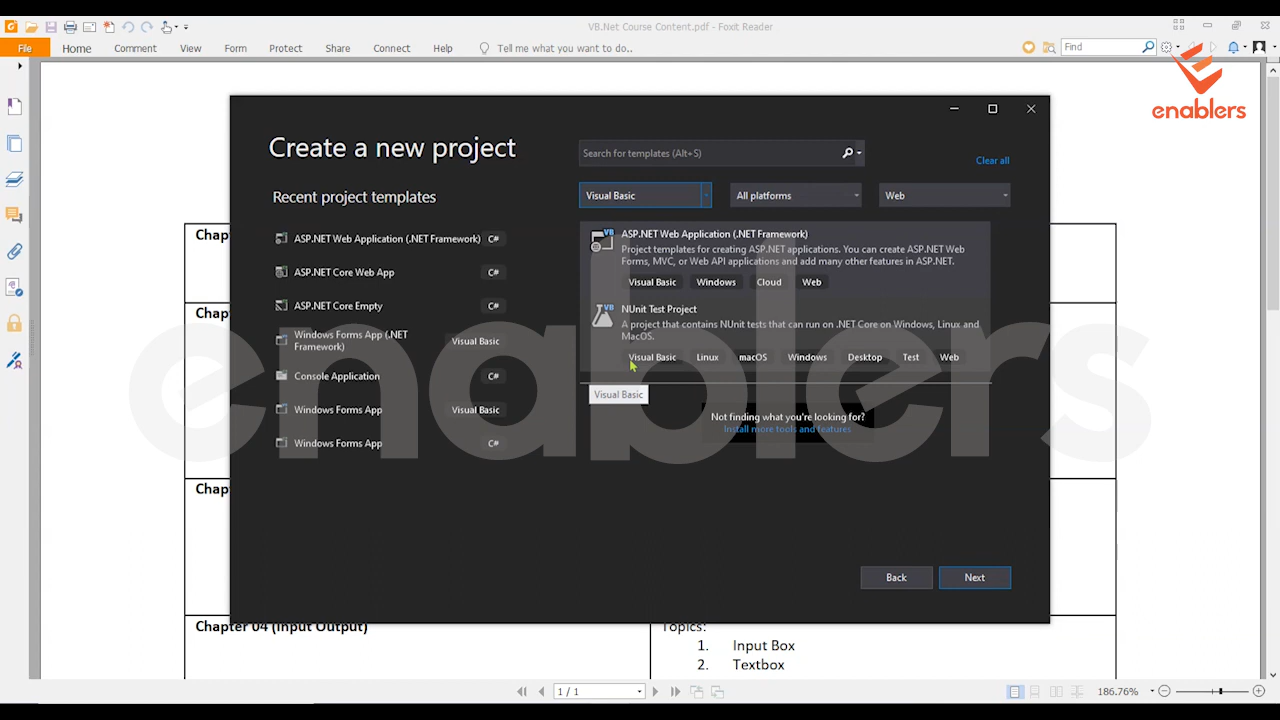 VB.Net Course Content.pdf - Foxit Reader
File Home Comment View Form Protect Share Connect Help Tell me what you want to do.. Find
enablers
Create a new project
Search for templates (Alt+S)
Clear all
Recent project templates
Visual Basic All platforms Web
ASP.NET Web Application (.NET Framework) C#
ASP.NET Core Web App C#
ASP.NET Core Empty C#
Windows Forms App (.NET
Framework) Visual Basic
Console Application C#
Windows Forms App Visual Basic
Windows Forms App C#
VB
ASP.NET Web Application (.NET Framework)
Project templates for creating ASP.NET applications. You can create ASP.NET Web
Forms, MVC, or Web API applications and add many other features in ASP.NET.
Visual Basic Windows Cloud Web
VB
NUnit Test Project
A project that contains NUnit tests that can run on .NET Core on Windows, Linux and
MacOS.
Visual Basic Linux macOS Windows Desktop Test Web
Visual Basic
Not finding what you're looking for?
Install more tools and features
Back Next
enablers
Chap
Chap
Chap
Chapter 04 (Input Output)
Topics:
1. Input Box
2. Textbox
1 / 1
186.76%